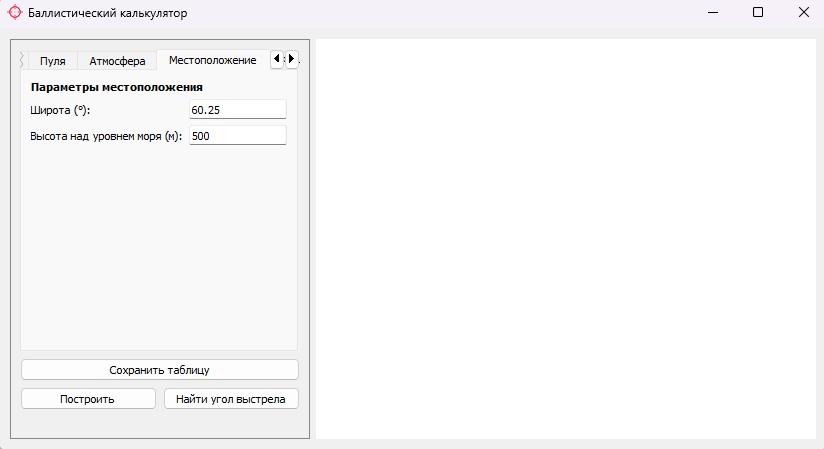 Баллистический калькулятор
Пуля Атмосфера Местоположение
Параметры местоположения
Широта (°): 60.25
Высота над уровнем моря (м): 500
Сохранить таблицу
Построить Найти угол выстрела